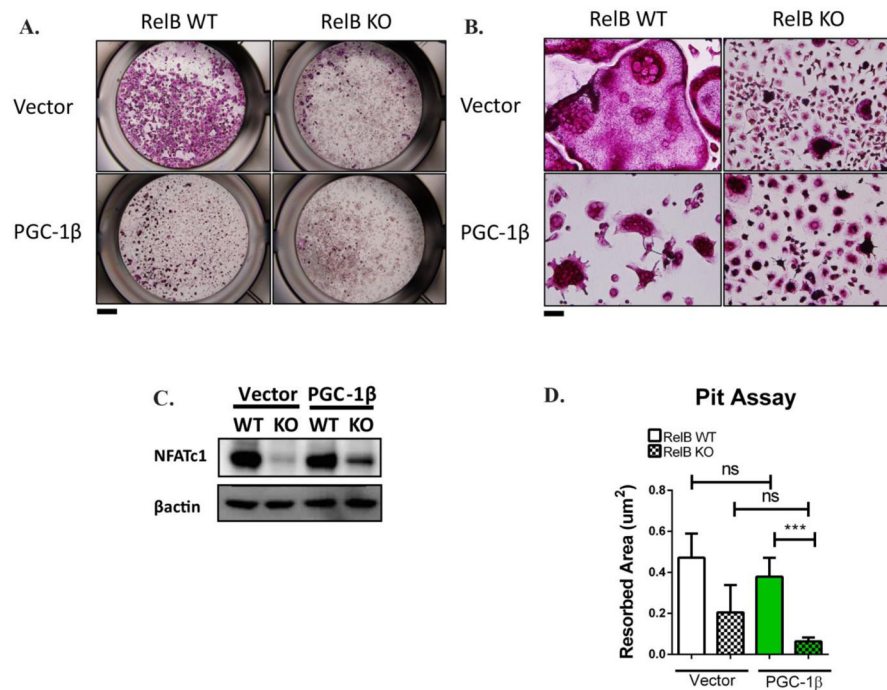 A.
RelB WT RelB KO
Vector
PGC-1β
B.
RelB WT RelB KO
Vector
PGC-1β
C.
Vector PGC-1β
WT KO WT KO
NFATc1
βactin
D.
Pit Assay
RelB WT
RelB KO
ns
ns
***
Resorbed Area (um²)
0.8
0.6
0.4
0.2
0.0
Vector PGC-1β